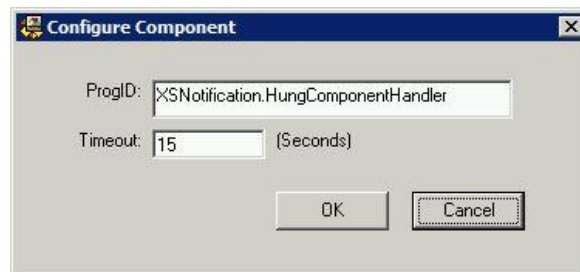 Configure Component
ProgID: XSNotification.HungComponentHandler
Timeout: 15 (Seconds)
OK Cancel